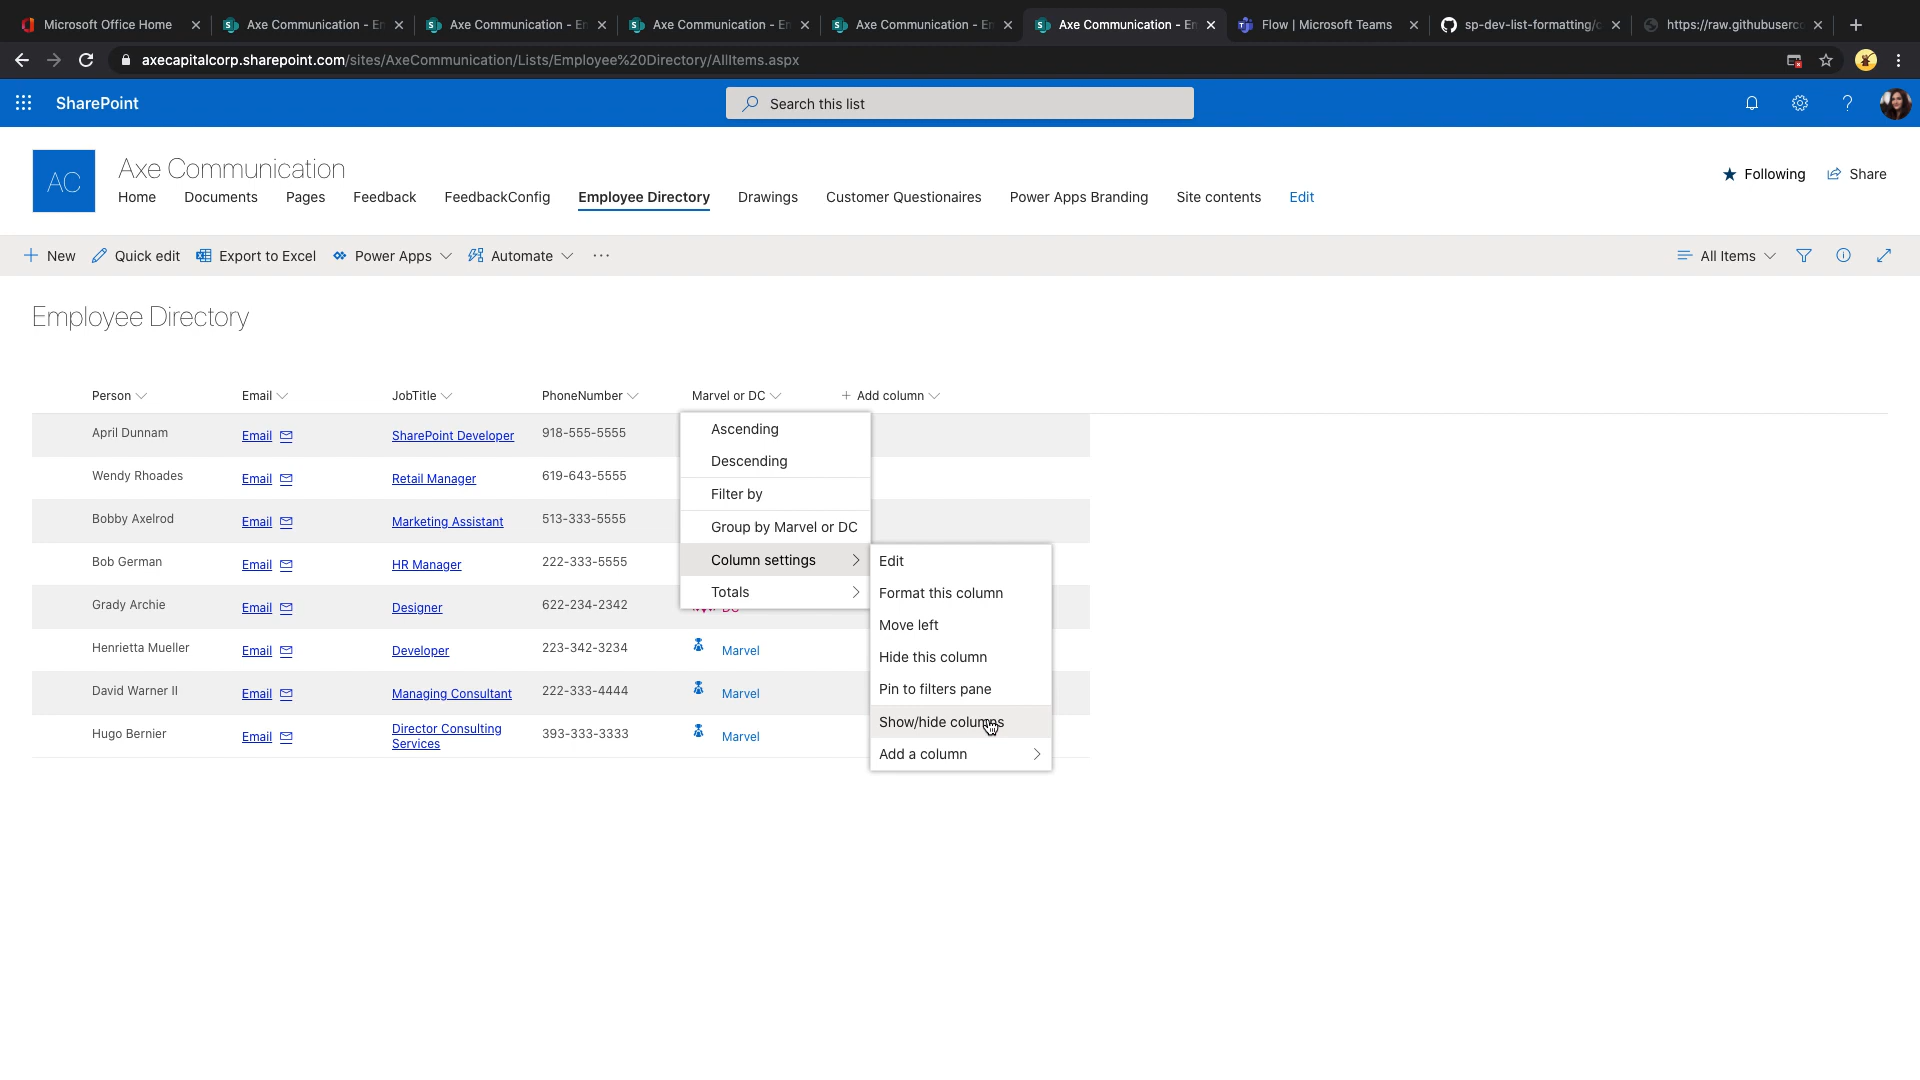 Microsoft Office Home
Axe Communication - En
Axe Communication - En
Axe Communication - En
Axe Communication - En
Axe Communication - En
Flow | Microsoft Teams
sp-dev-list-formatting/c
https://raw.githubuserco
axecapitalcorp.sharepoint.com/sites/AxeCommunication/Lists/Employee%20Directory/AllItems.aspx
SharePoint
Search this list
AC
Axe Communication
Following
Share
Home
Documents
Pages
Feedback
FeedbackConfig
Employee Directory
Drawings
Customer Questionaires
Power Apps Branding
Site contents
Edit
New
Quick edit
Export to Excel
Power Apps
Automate
All Items
Employee Directory
Person
Email
JobTitle
PhoneNumber
Marvel or DC
Add column
April Dunnam
Email
SharePoint Developer
918-555-5555
Wendy Rhoades
Email
Retail Manager
619-643-5555
Bobby Axelrod
Email
Marketing Assistant
513-333-5555
Bob German
Email
HR Manager
222-333-5555
Grady Archie
Email
Designer
622-234-2342
DC
Henrietta Mueller
Email
Developer
223-342-3234
Marvel
David Warner II
Email
Managing Consultant
222-333-4444
Marvel
Hugo Bernier
Email
Director Consulting
Services
393-333-3333
Marvel
Ascending
Descending
Filter by
Group by Marvel or DC
Column settings
Totals
Edit
Format this column
Move left
Hide this column
Pin to filters pane
Show/hide columns
Add a column